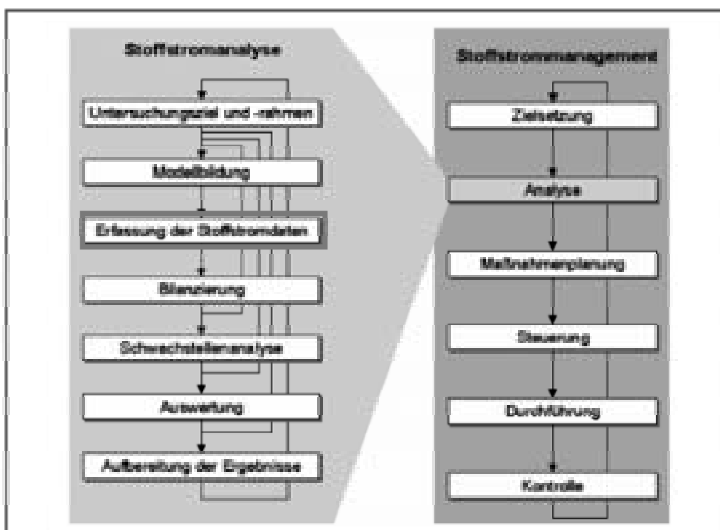 Stoffstromanalyse
Untersuchungsziel und -rahmen
Modellbildung
Erfassung der Stoffstromdaten
Bilanzierung
Schwachstellenanalyse
Auswertung
Aufbereitung der Ergebnisse
Stoffstrommanagement
Zielsetzung
Analyse
Maßnahmenplanung
Steuerung
Durchführung
Kontrolle